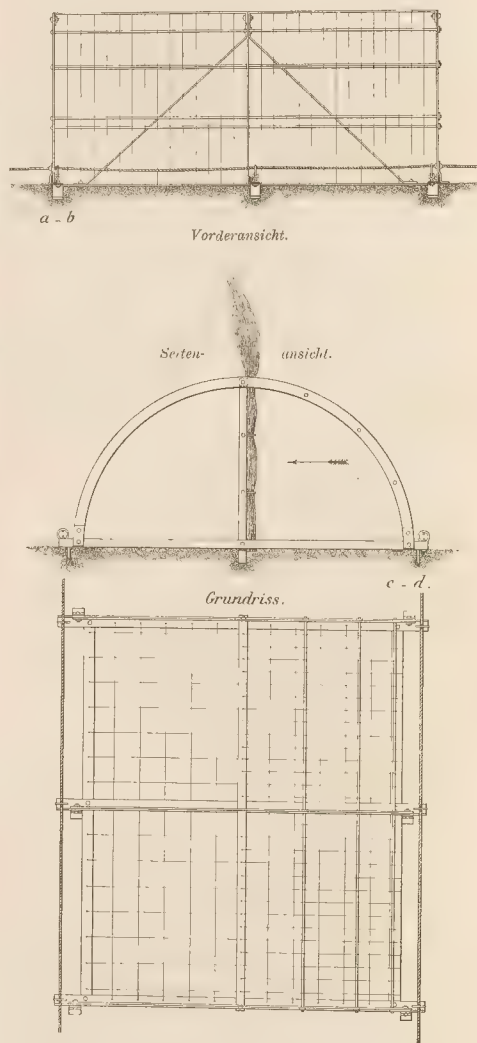 a - b
Vorderansicht.
Seiten- ansicht.
c - d.
Grundriss.